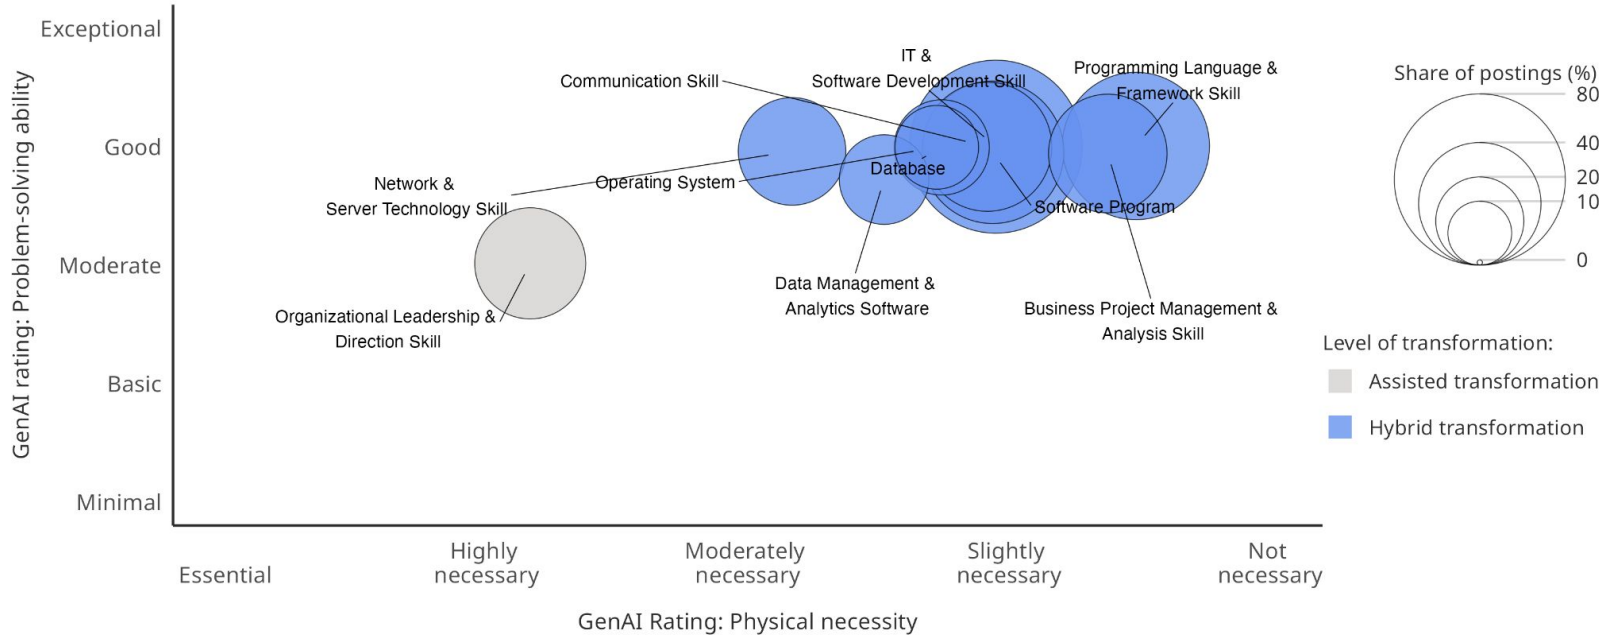 GenAI rating: Problem-solving ability
Exceptional
Good
Moderate
Basic
Minimal
IT &
Software Development Skill
Communication Skill
Programming Language &
Framework Skill
Network &
Server Technology Skill
Operating System
Database
Software Program
Data Management &
Analytics Software
Business Project Management &
Analysis Skill
Organizational Leadership &
Direction Skill
Essential
Highly
necessary
Moderately
necessary
Slightly
necessary
Not
necessary
GenAI Rating: Physical necessity
Share of postings (%)
80
40
20
10
0
Level of transformation:
Assisted transformation
Hybrid transformation